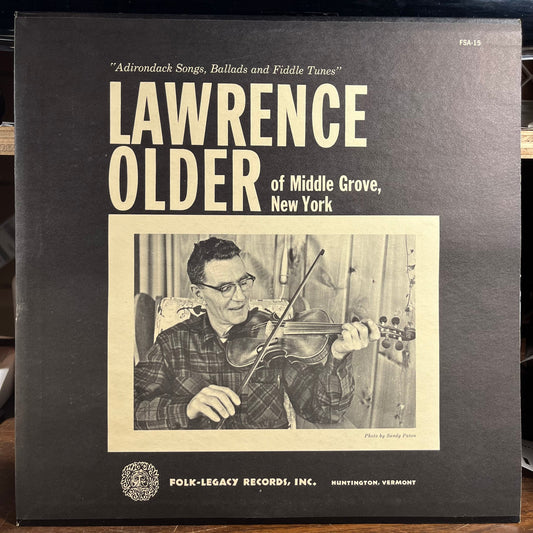 FSA-15
"Adirondack Songs, Ballads and Fiddle Tunes"
LAWRENCE
OLDER
of Middle Grove,
New York
Photo by Sandy Paton
FOLK-LEGACY RECORDS, INC.
HUNTINGTON, VERMONT